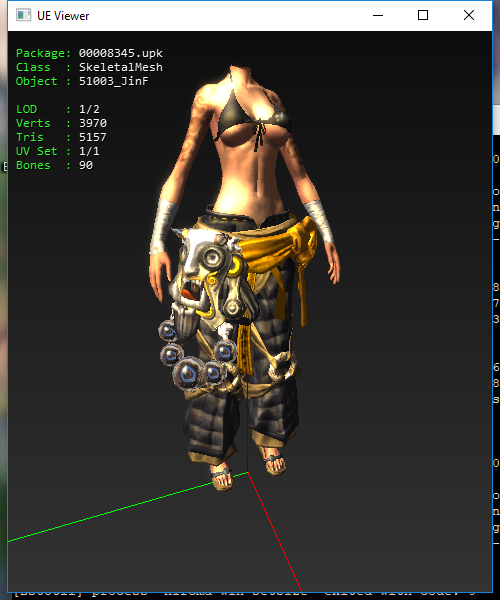 UE Viewer
Package: 00008345.upk
Class : SkeletalMesh
Object : 51003_JinF
LOD : 1/2
Verts : 3970
Tris : 5157
UV Set : 1/1
Bones : 90